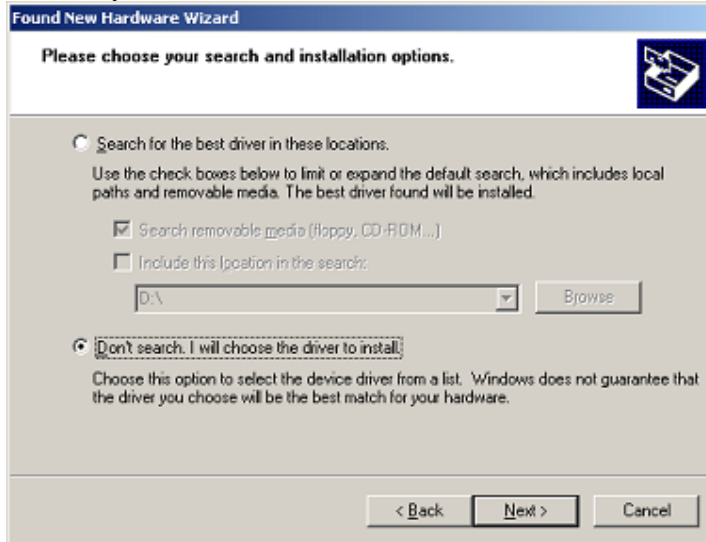 Found New Hardware Wizard
Please choose your search and installation options.
Search for the best driver in these locations.
Use the check boxes below to limit or expand the default search, which includes local
paths and removable media. The best driver found will be installed.
Search removable media (floppy, CD-ROM...)
Include this location in the search:
D:\
Browse
Don't search. I will choose the driver to install.
Choose this option to select the device driver from a list. Windows does not guarantee that
the driver you choose will be the best match for your hardware.
< Back
Next >
Cancel